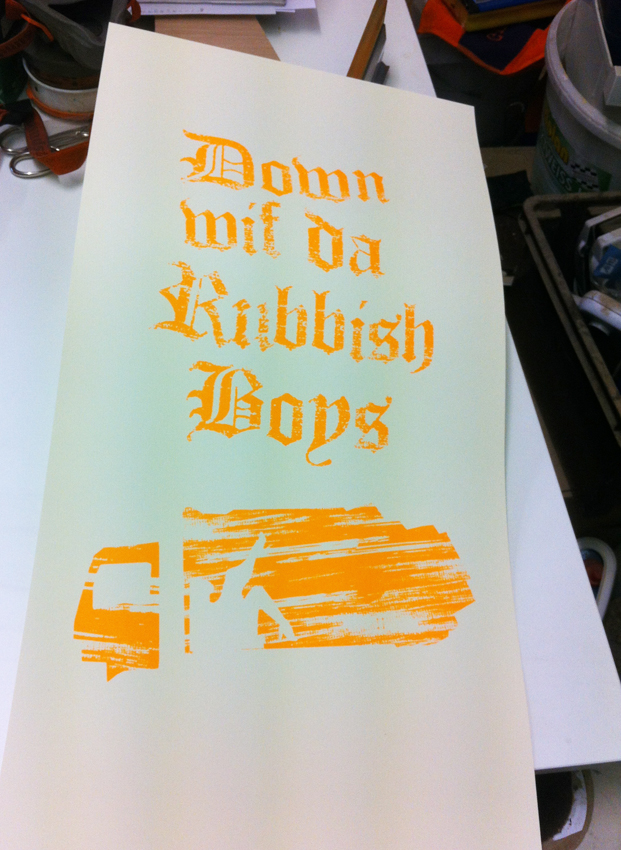 Down
wif da
Rubbish
Boys